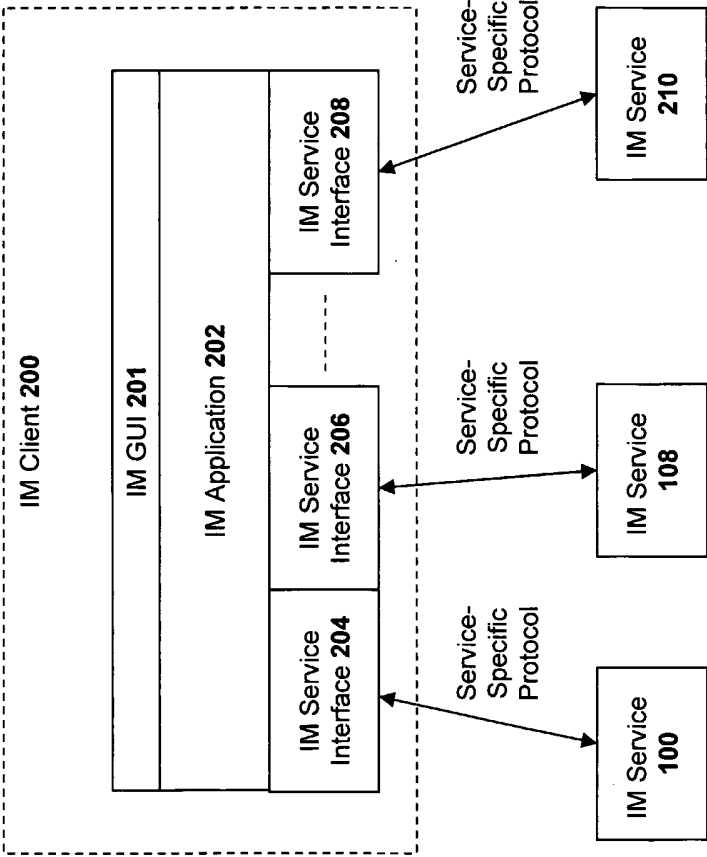 IM Client 200
IM GUI 201
IM Application 202
IM Service
Interface 204
IM Service
Interface 206
IM Service
Interface 208
Service-
Specific
Protocol
Service-
Specific
Protocol
Service-
Specific
Protocol
IM Service
100
IM Service
108
IM Service
210